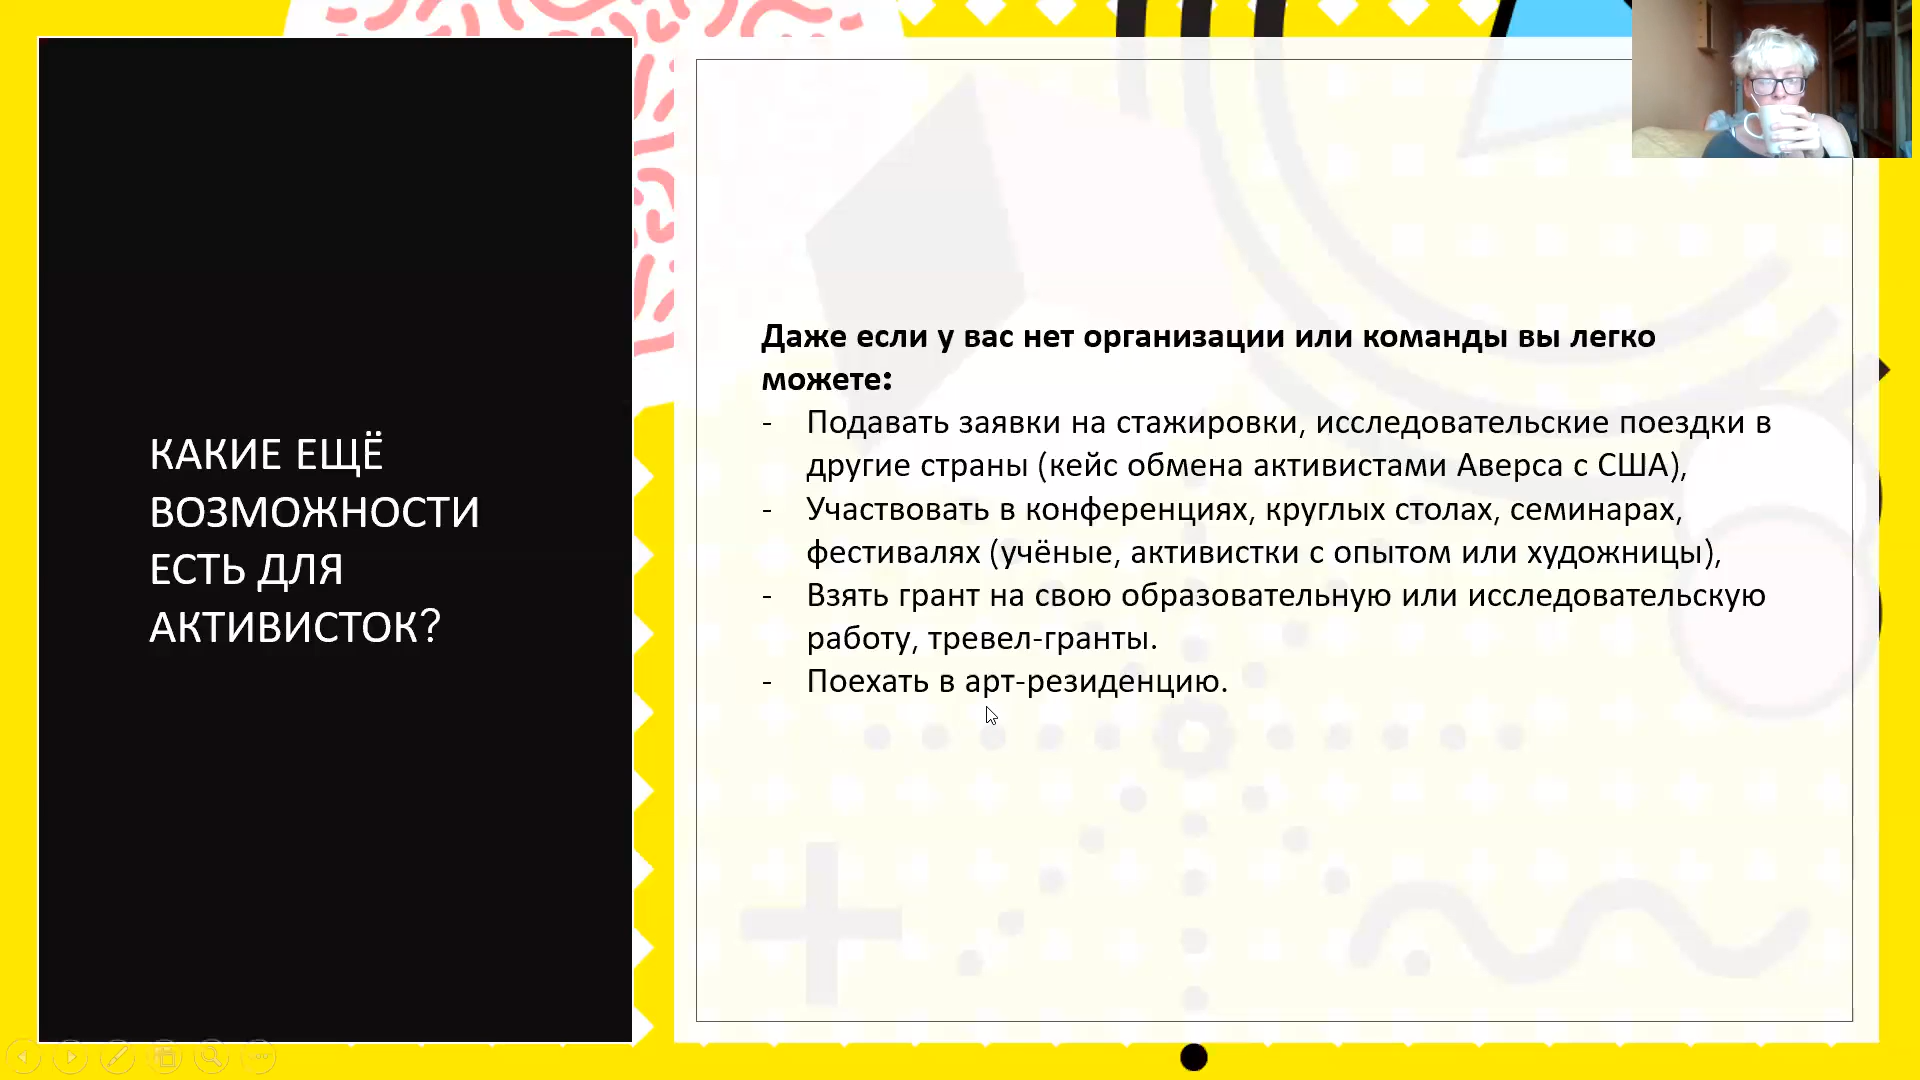 КАКИЕ ЕЩЁ
ВОЗМОЖНОСТИ
ЕСТЬ ДЛЯ
АКТИВИСТОК?
Даже если у вас нет организации или команды вы легко
можете:
- Подавать заявки на стажировки, исследовательские поездки в
другие страны (кейс обмена активистами Аверса с США),
- Участвовать в конференциях, круглых столах, семинарах,
фестивалях (учёные, активистки с опытом или художницы),
- Взять грант на свою образовательную или исследовательскую
работу, тревел-гранты.
- Поехать в арт-резиденцию.